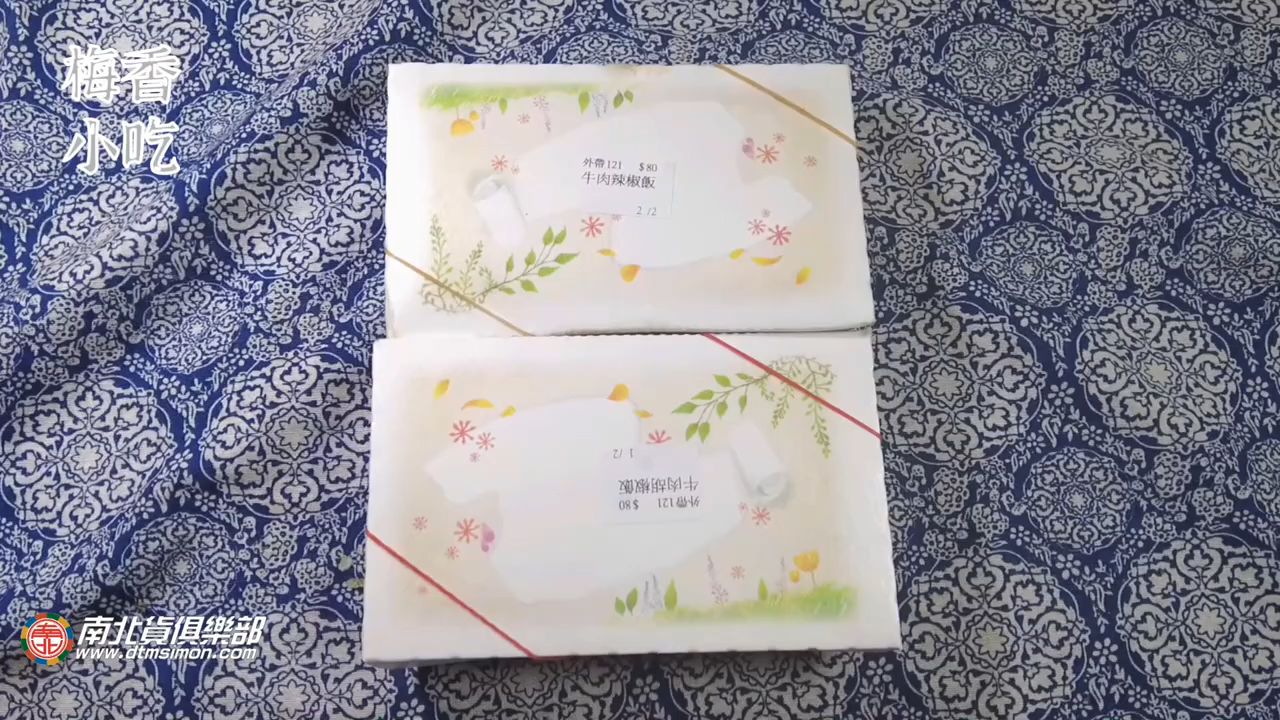 梅香
小吃
外帶121 $80
牛肉辣椒飯
2 /2
1 /2
牛肉胡椒飯
外帶121 $80
南北貨俱樂部
www.dtmsimon.com